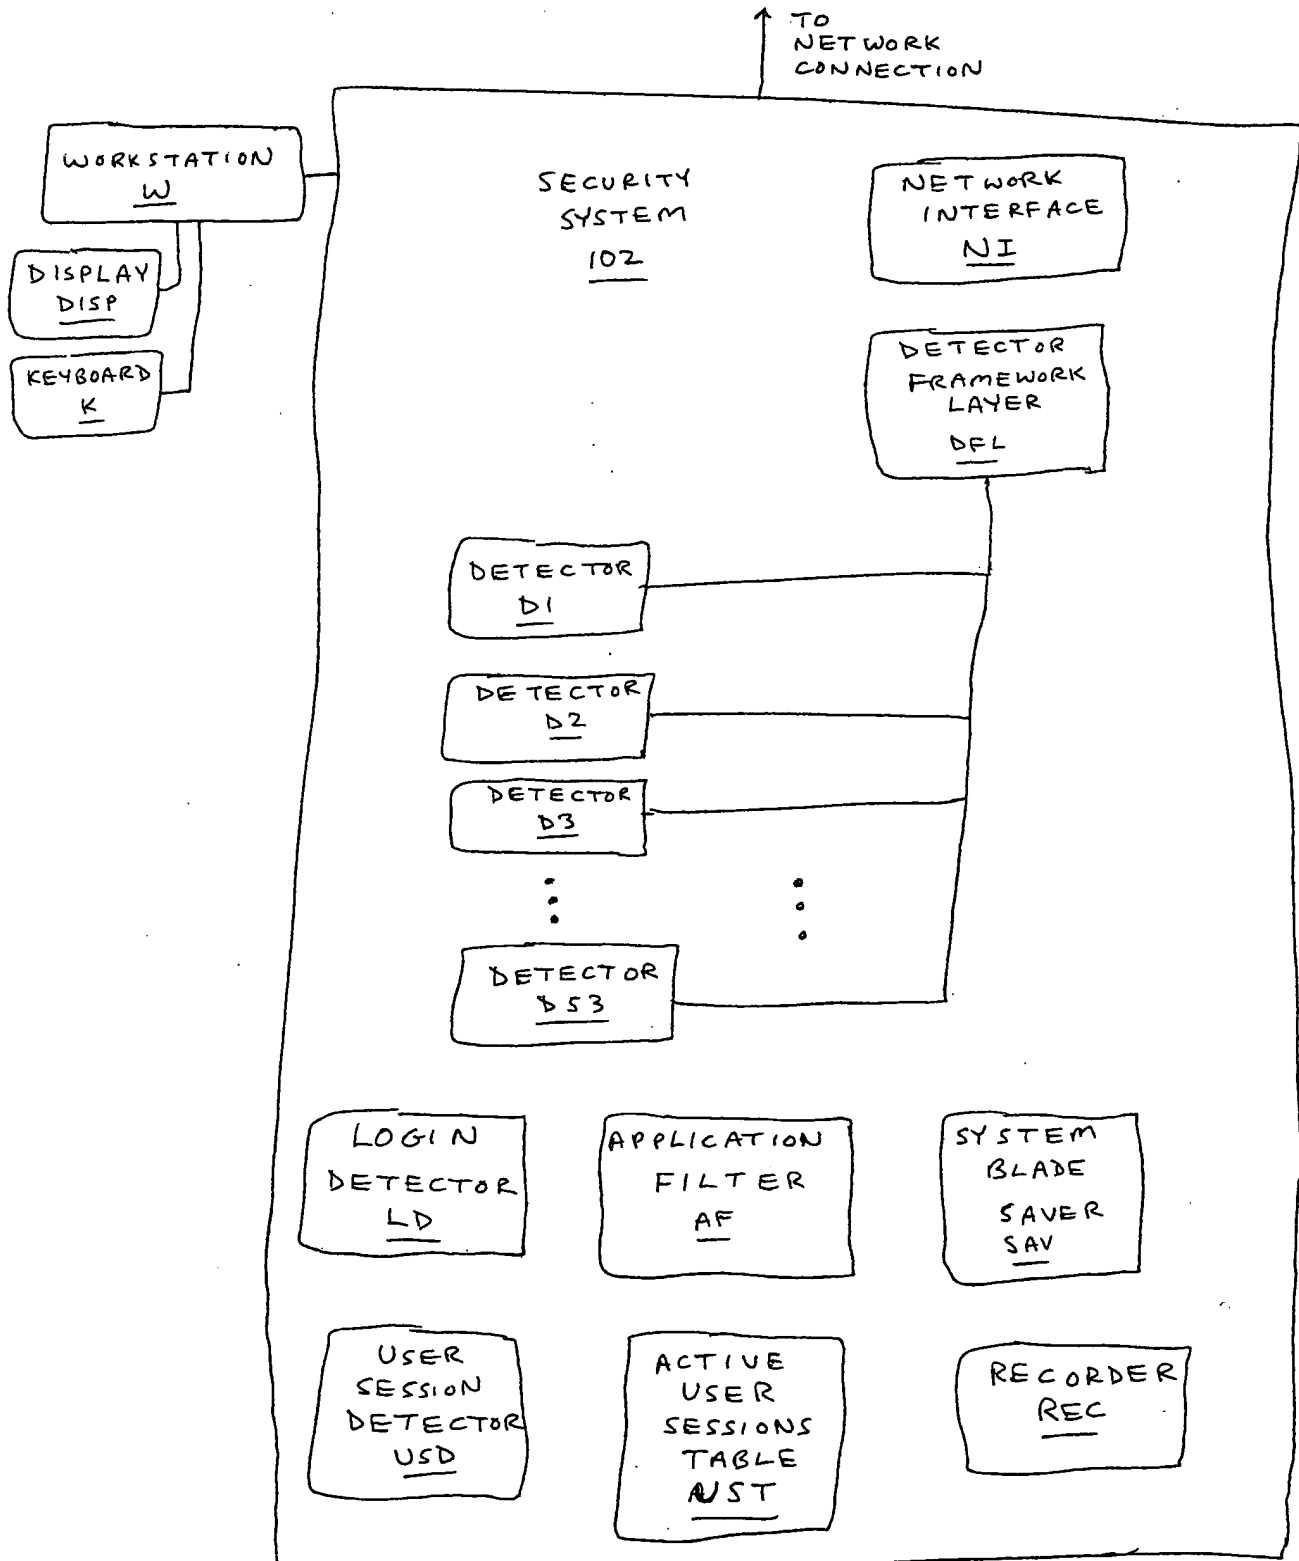 TO
NETWORK
CONNECTION
WORKSTATION
W
DISPLAY
DISP
KEYBOARD
K
SECURITY
SYSTEM
102
NETWORK
INTERFACE
NI
DETECTOR
FRAMEWORK
LAYER
DFL
DETECTOR
D1
DETECTOR
D2
DETECTOR
D3
DETECTOR
D53
LOGIN
DETECTOR
LD
APPLICATION
FILTER
AF
SYSTEM
BLADE
SAVER
SAV
USER
SESSION
DETECTOR
USD
ACTIVE
USER
SESSIONS
TABLE
RECORDER
REC